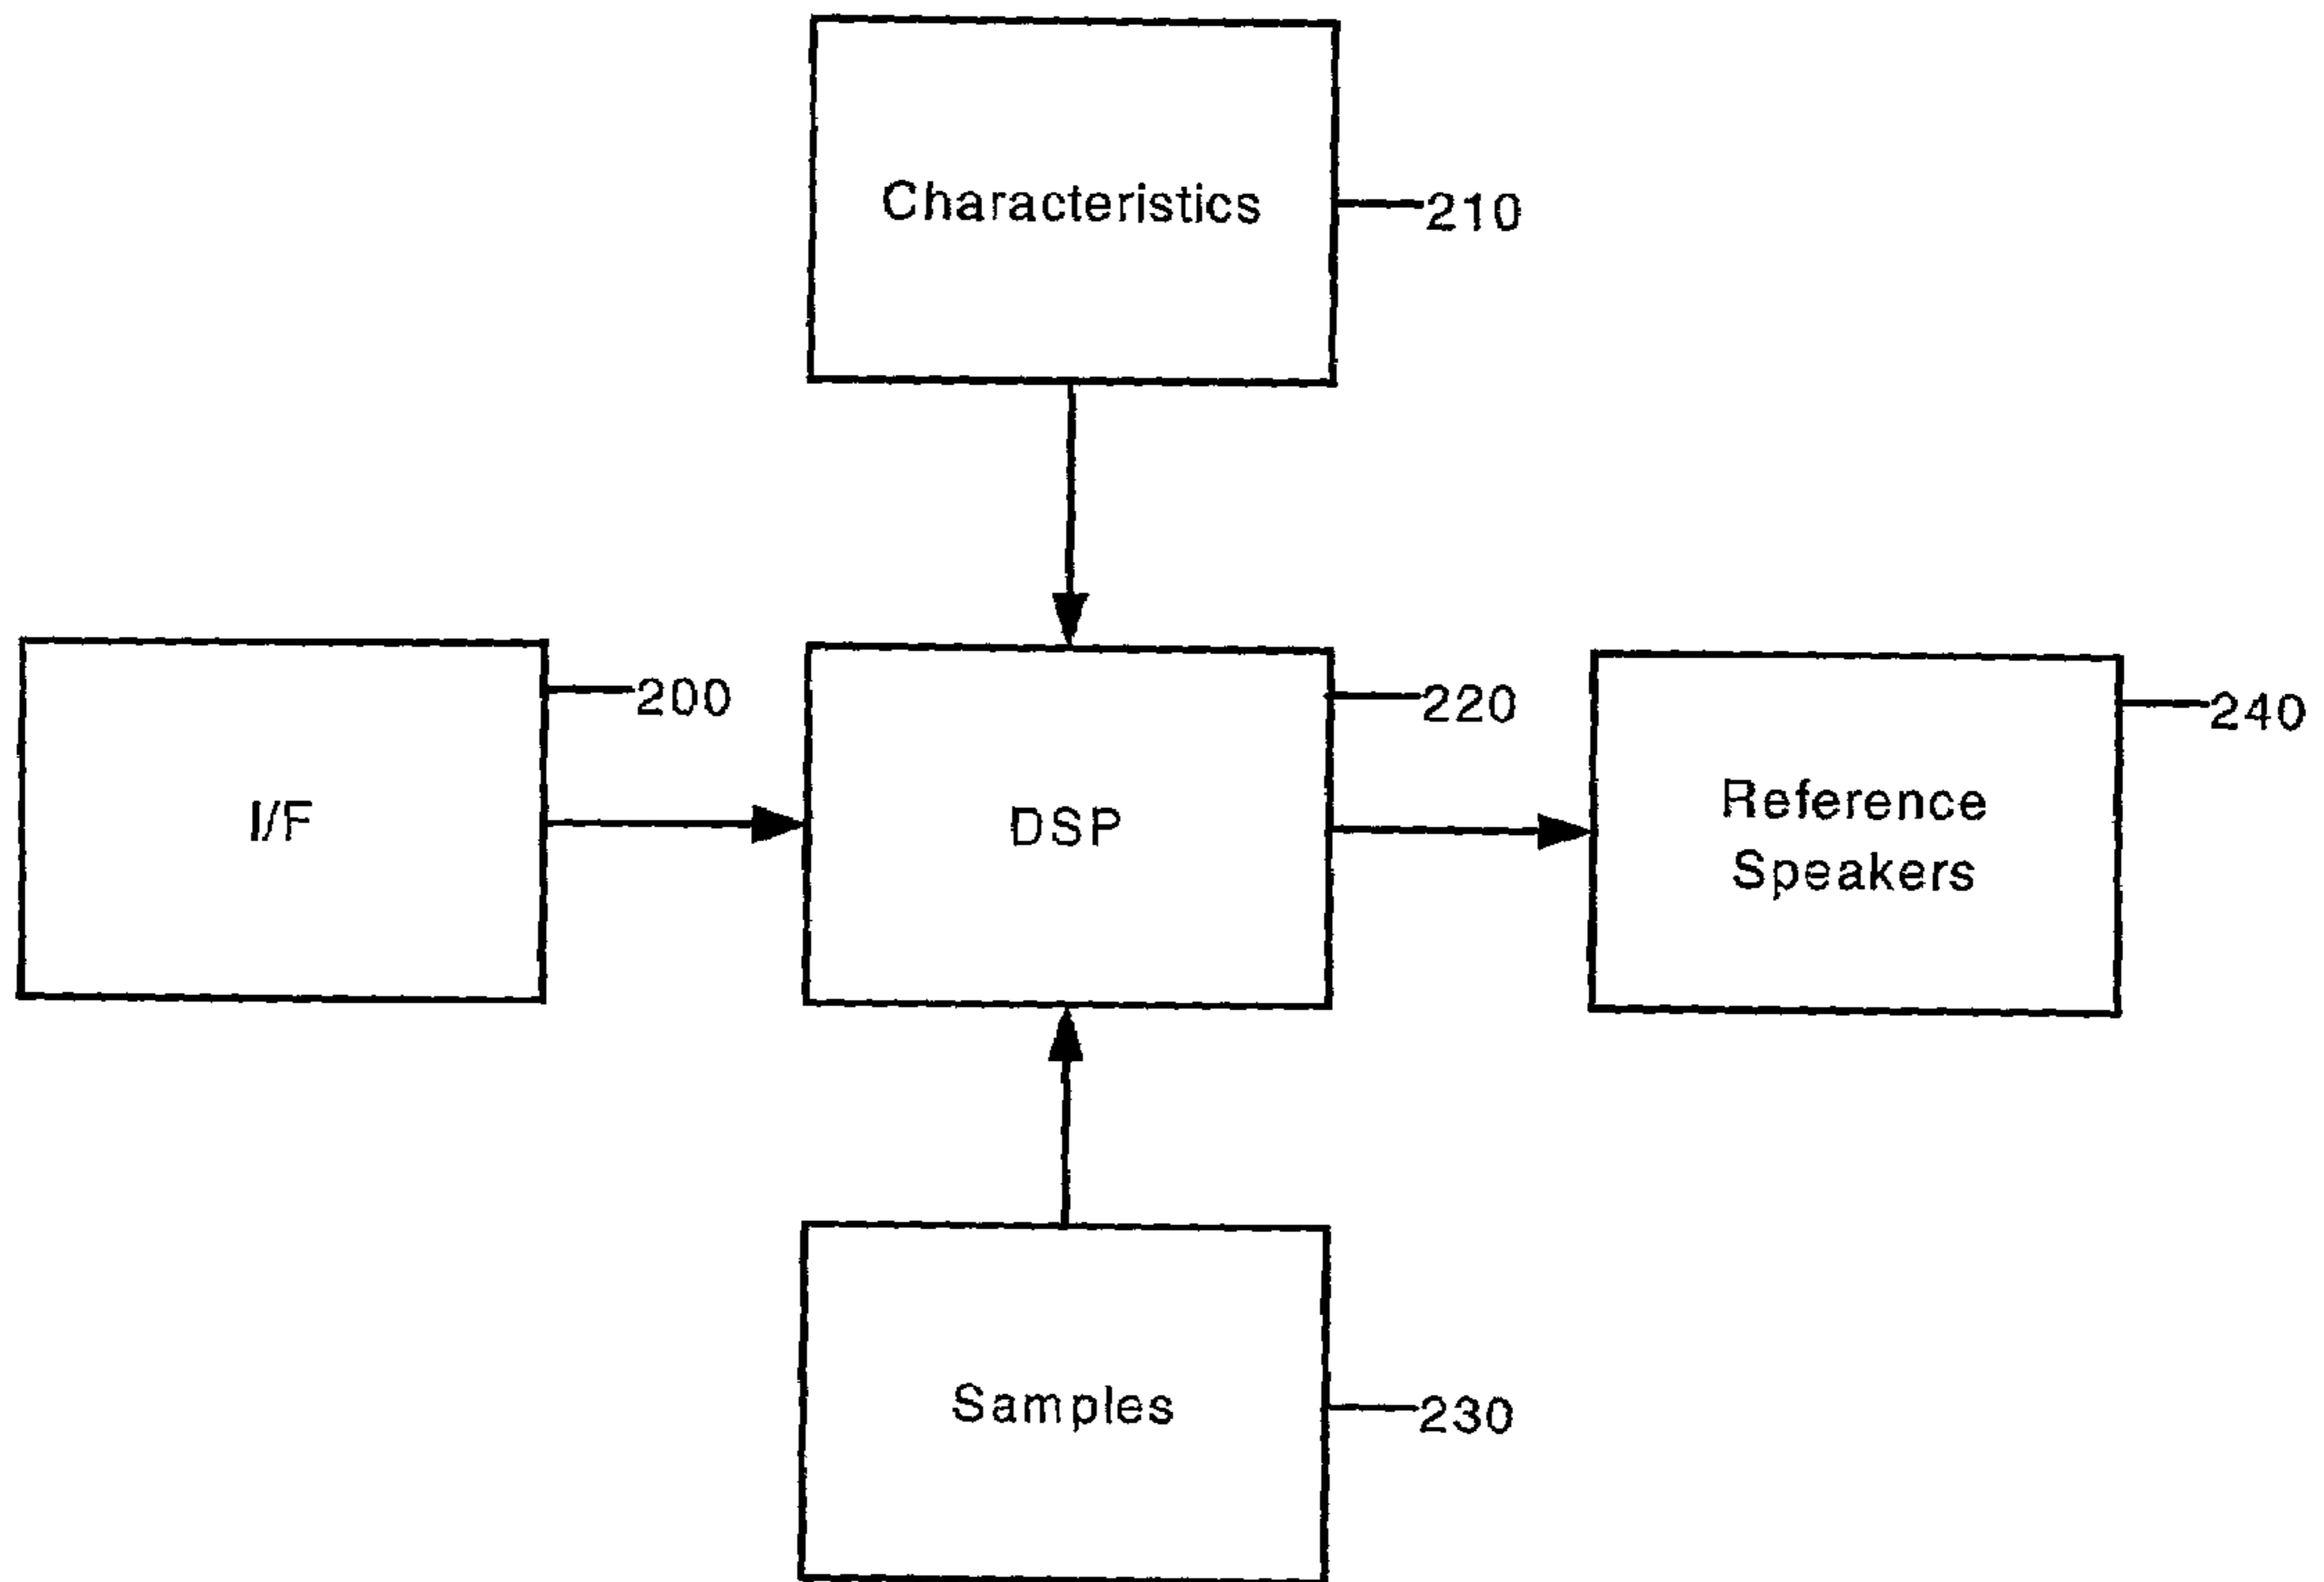 Characteristics
210
200
220
240
I/F
DSP
Reference
Speakers
Samples
230